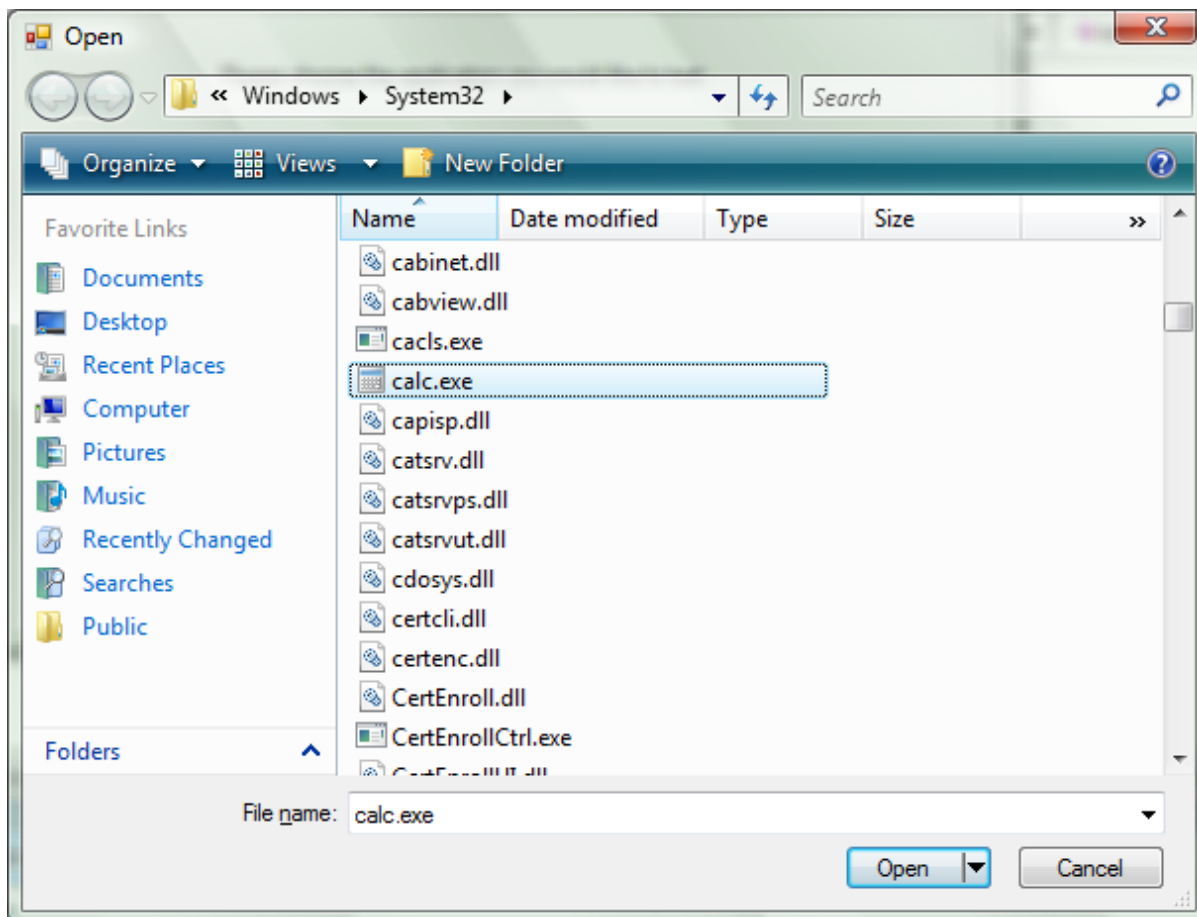 Open
« Windows ▸ System32 ▸
Search
Organize Views New Folder
Favorite Links
Documents
Desktop
Recent Places
Computer
Pictures
Music
Recently Changed
Searches
Public
Folders
Name Date modified Type Size »
cabinet.dll
cabview.dll
cacls.exe
calc.exe
capisp.dll
catsrv.dll
catsrvps.dll
catsrvut.dll
cdosys.dll
certcli.dll
certenc.dll
CertEnroll.dll
CertEnrollCtrl.exe
CertEnrollUI.dll
File name: calc.exe
Open Cancel